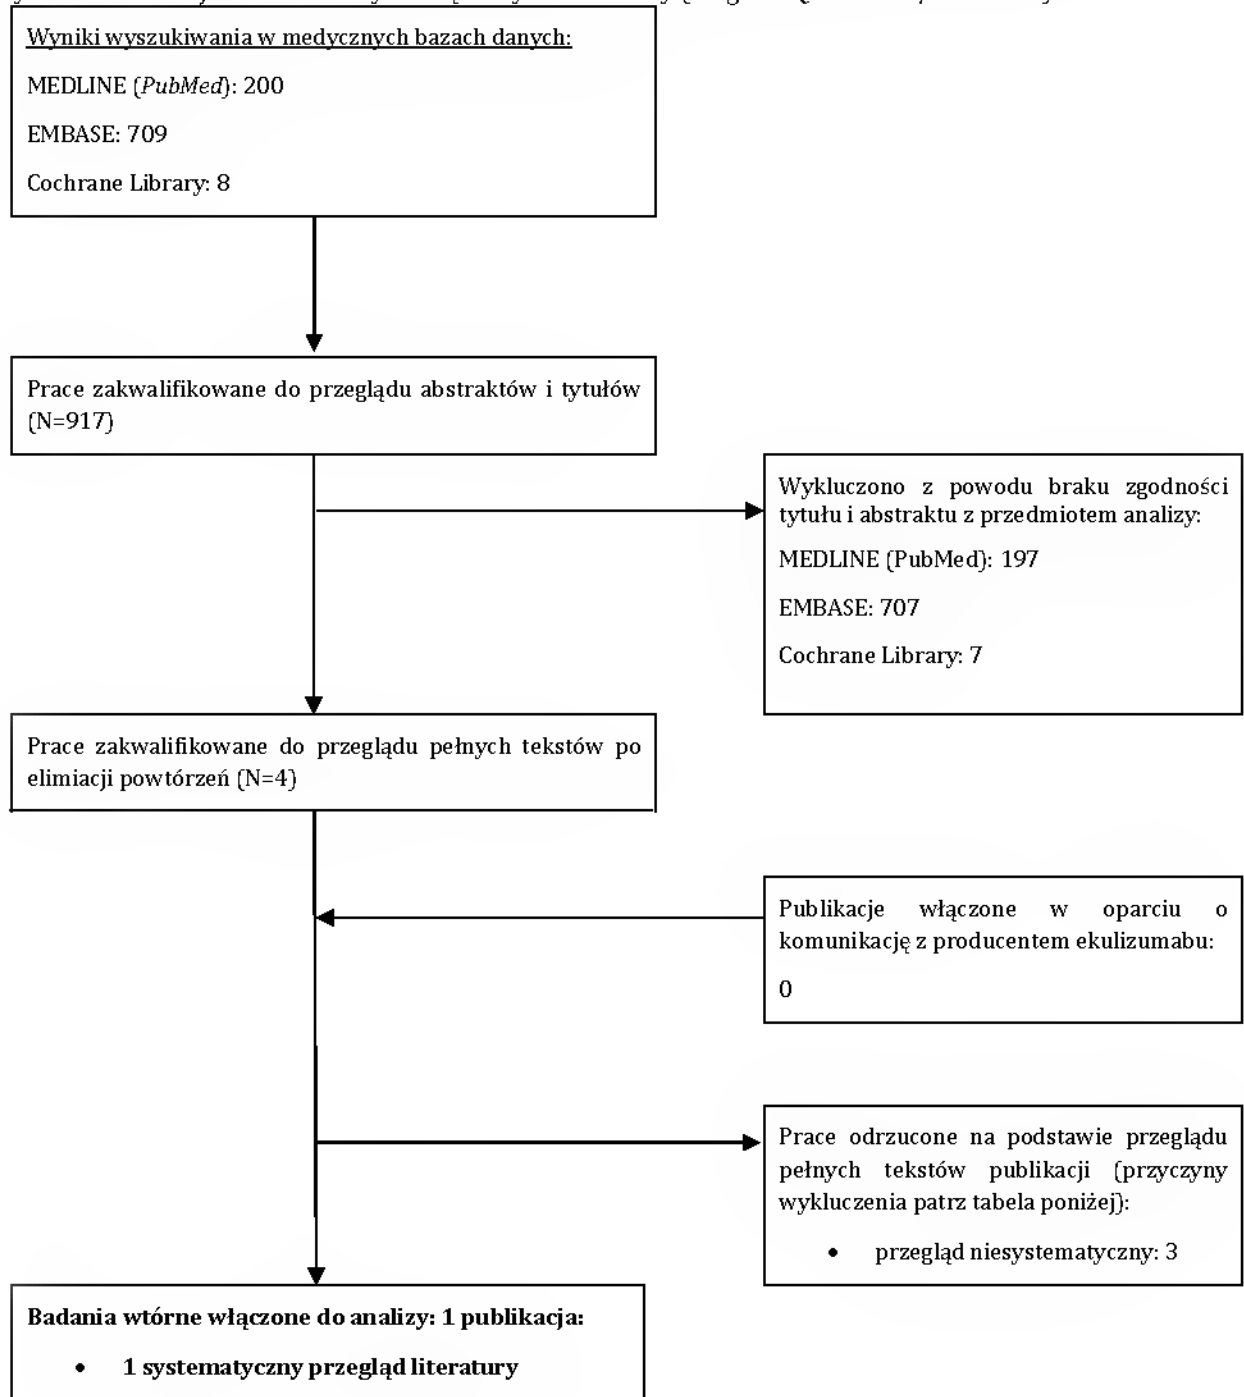 Wyniki wyszukiwania w medycznych bazach danych:
MEDLINE (PubMed): 200
EMBASE: 709
Cochrane Library: 8
Prace zakwalifikowane do przeglądu abstraktów i tytułów
(N=917)
Wykluczono z powodu braku zgodności
tytułu i abstraktu z przedmiotem analizy:
MEDLINE (PubMed): 197
EMBASE: 707
Cochrane Library: 7
Prace zakwalifikowane do przeglądu pełnych tekstów po
elimiacji powtórzeń (N=4)
Publikacje włączone w oparciu o
komunikację z producentem ekulizumabu:
0
Prace odrzucone na podstawie przeglądu
pełnych tekstów publikacji (przyczyny
wykluczenia patrz tabela poniżej):
• przegląd niesystematyczny: 3
Badania wtórne włączone do analizy: 1 publikacja:
• 1 systematyczny przegląd literatury